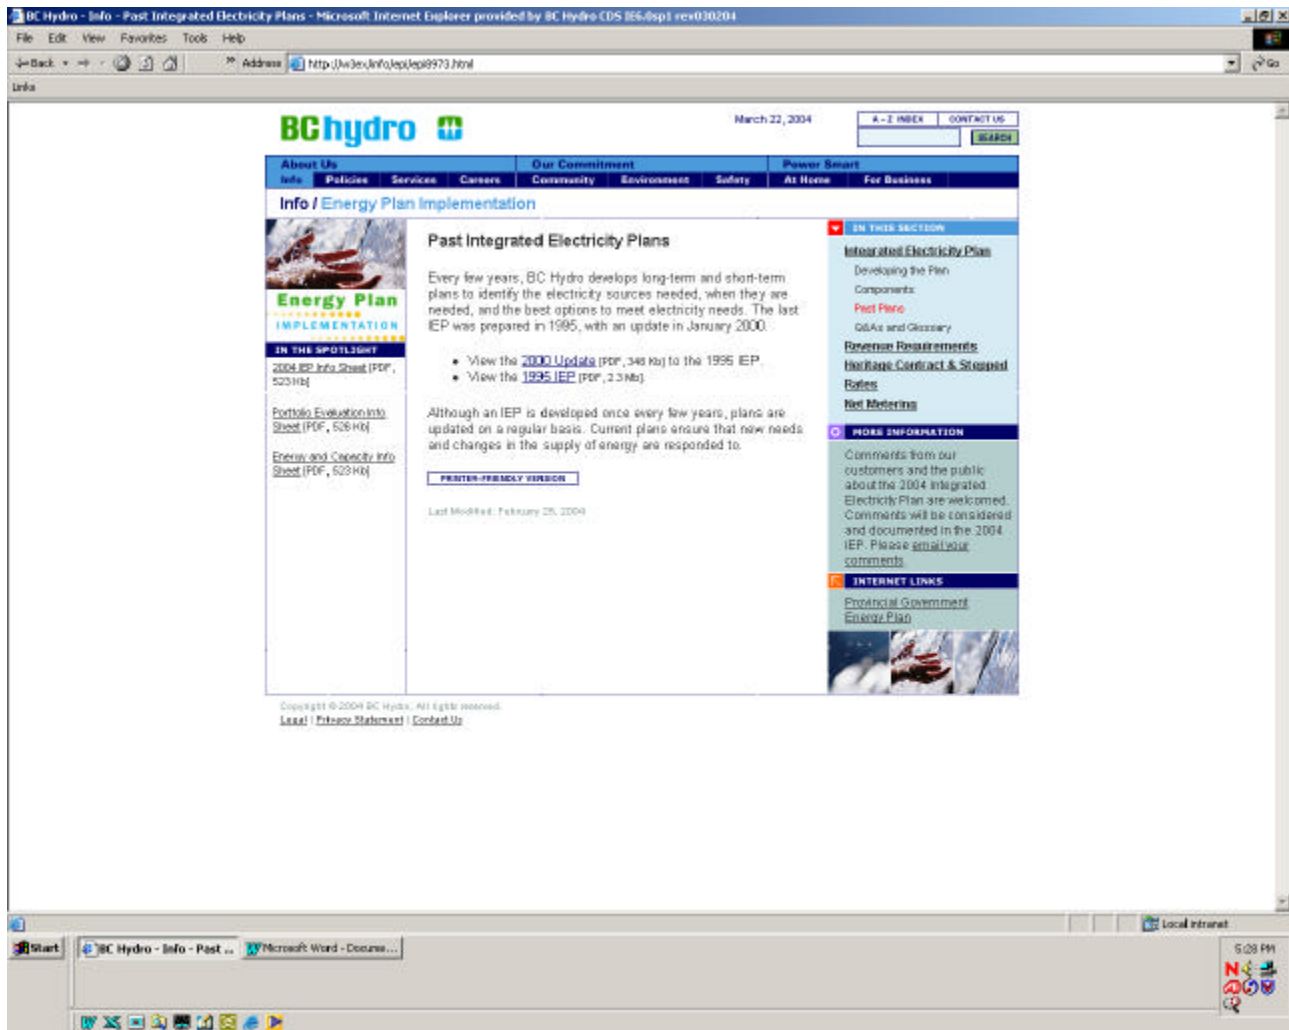 BC Hydro - Info - Past Integrated Electricity Plans - Microsoft Internet Explorer provided by BC Hydro CDS IE6.0sp1 rev030204
File Edit View Favorites Tools Help
Back Address http://w3ex/info/epi/epi8973.html Go
Links
BChydro
March 22, 2004
A - Z INDEX CONTACT US
SEARCH
About Us Our Commitment Power Smart
Info Policies Services Careers Community Environment Safety At Home For Business
Info / Energy Plan Implementation
Energy Plan
IMPLEMENTATION
IN THE SPOTLIGHT
2004 IEP Info Sheet [PDF,
523 Kb]
Portfolio Evaluation Info
Sheet [PDF, 526 Kb]
Energy and Capacity Info
Sheet [PDF, 523 Kb]
Past Integrated Electricity Plans
Every few years, BC Hydro develops long-term and short-term
plans to identify the electricity sources needed, when they are
needed, and the best options to meet electricity needs. The last
IEP was prepared in 1995, with an update in January 2000.
• View the 2000 Update [PDF, 346 Kb] to the 1995 IEP.
• View the 1995 IEP [PDF, 2.3 Mb].
Although an IEP is developed once every few years, plans are
updated on a regular basis. Current plans ensure that new needs
and changes in the supply of energy are responded to.
PRINTER-FRIENDLY VERSION
Last Modified: February 25, 2004
IN THIS SECTION
Integrated Electricity Plan
Developing the Plan
Components
Past Plans
Q&As and Glossary
Revenue Requirements
Heritage Contract & Stepped
Rates
Net Metering
MORE INFORMATION
Comments from our
customers and the public
about the 2004 Integrated
Electricity Plan are welcomed.
Comments will be considered
and documented in the 2004
IEP. Please email your
comments.
INTERNET LINKS
Provincial Government
Energy Plan
Copyright © 2004 BC Hydro. All rights reserved.
Legal | Privacy Statement | Contact Us
Local intranet
Start BC Hydro - Info - Past ... Microsoft Word - Docume... 5:28 PM